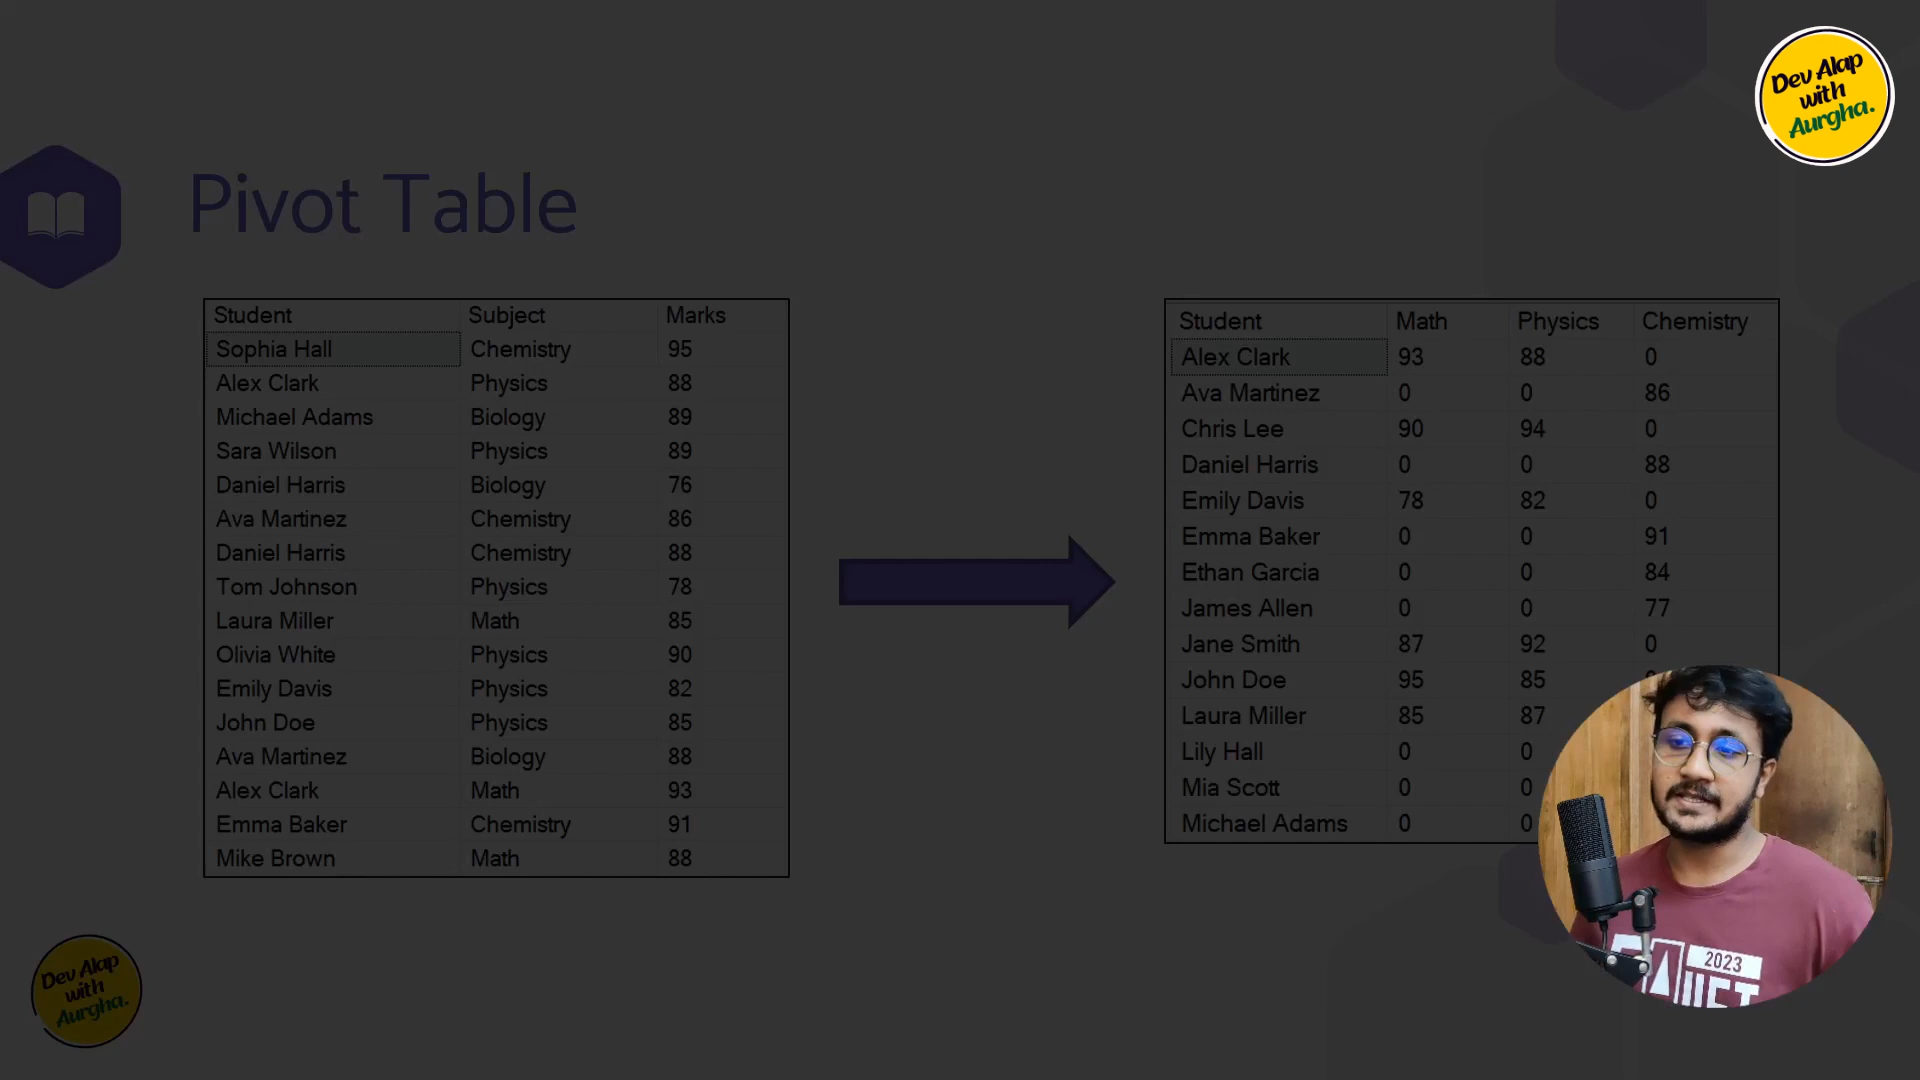 Dev Alap
with
Aurgha.
Pivot Table
Student Subject Marks
Sophia Hall Chemistry 95
Alex Clark Physics 88
Michael Adams Biology 89
Sara Wilson Physics 89
Daniel Harris Biology 76
Ava Martinez Chemistry 86
Daniel Harris Chemistry 88
Tom Johnson Physics 78
Laura Miller Math 85
Olivia White Physics 90
Emily Davis Physics 82
John Doe Physics 85
Ava Martinez Biology 88
Alex Clark Math 93
Emma Baker Chemistry 91
Mike Brown Math 88
Student Math Physics Chemistry
Alex Clark 93 88 0
Ava Martinez 0 0 86
Chris Lee 90 94 0
Daniel Harris 0 0 88
Emily Davis 78 82 0
Emma Baker 0 0 91
Ethan Garcia 0 0 84
James Allen 0 0 77
Jane Smith 87 92 0
John Doe 95 85
Laura Miller 85 87
Lily Hall 0 0
Mia Scott 0 0
Michael Adams 0 0
2023
Dev Alap
with
Aurgha.